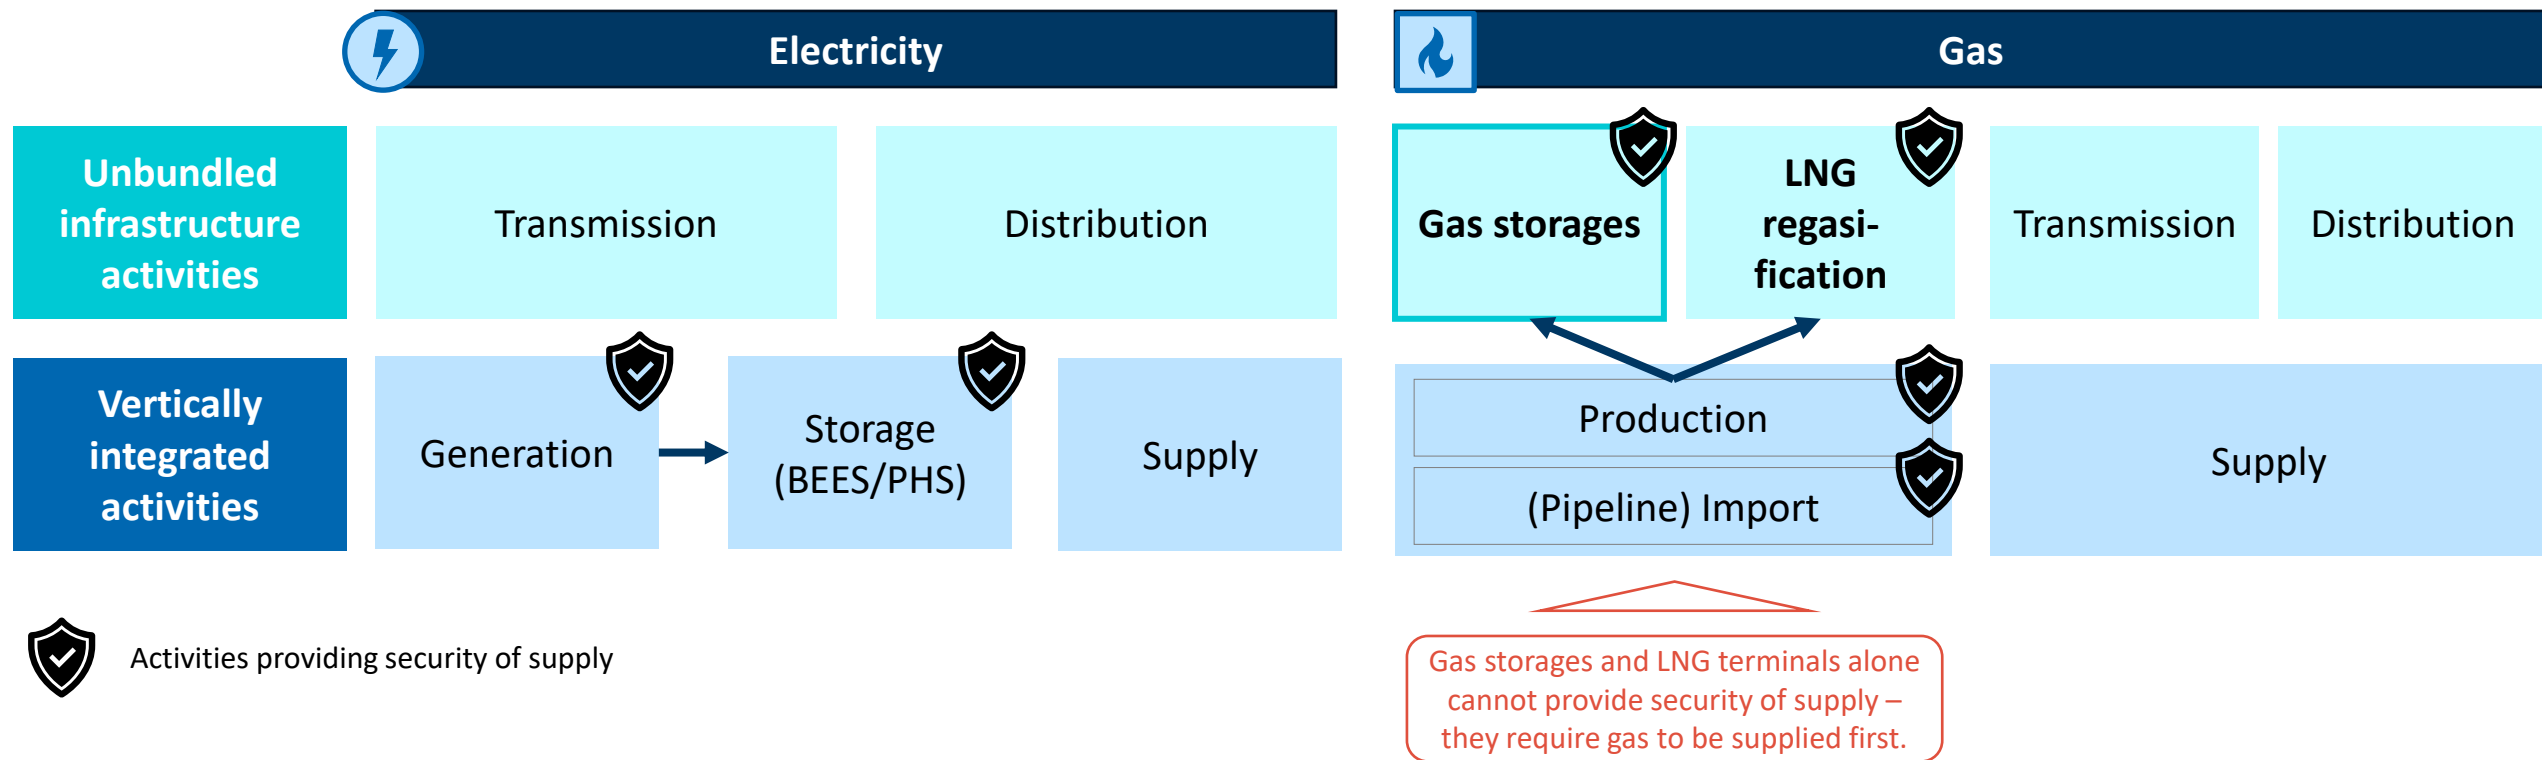 Electricity
Gas
Unbundled
infrastructure
activities
Transmission
Distribution
Gas storages
LNG
regasi-
fication
Transmission
Distribution
Vertically
integrated
activities
Generation
Storage
(BEES/PHS)
Supply
Production
(Pipeline) Import
Supply
Activities providing security of supply
Gas storages and LNG terminals alone
cannot provide security of supply –
they require gas to be supplied first.